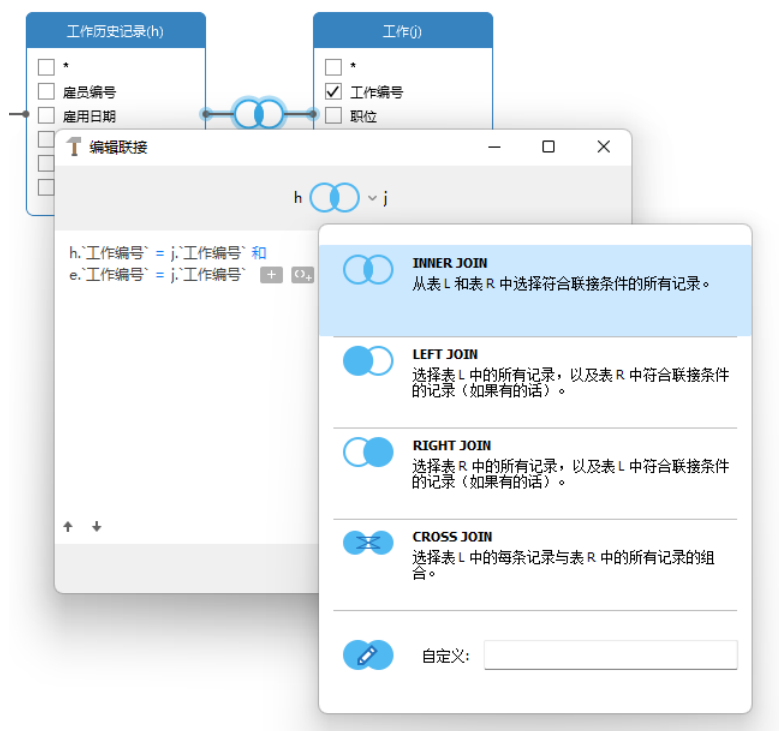 工作历史记录(h)
工作(j)
*
雇员编号
雇用日期
*
工作编号
职位
编辑联接
h j
h.`工作编号` = j.`工作编号` 和
e.`工作编号` = j.`工作编号`
INNER JOIN
从表 L 和表 R 中选择符合联接条件的所有记录。
LEFT JOIN
选择表 L 中的所有记录，以及表 R 中符合联接条件
的记录（如果有的话）。
RIGHT JOIN
选择表 R 中的所有记录，以及表 L 中符合联接条件
的记录（如果有的话）。
CROSS JOIN
选择表 L 中的每条记录与表 R 中的所有记录的组
合。
自定义: